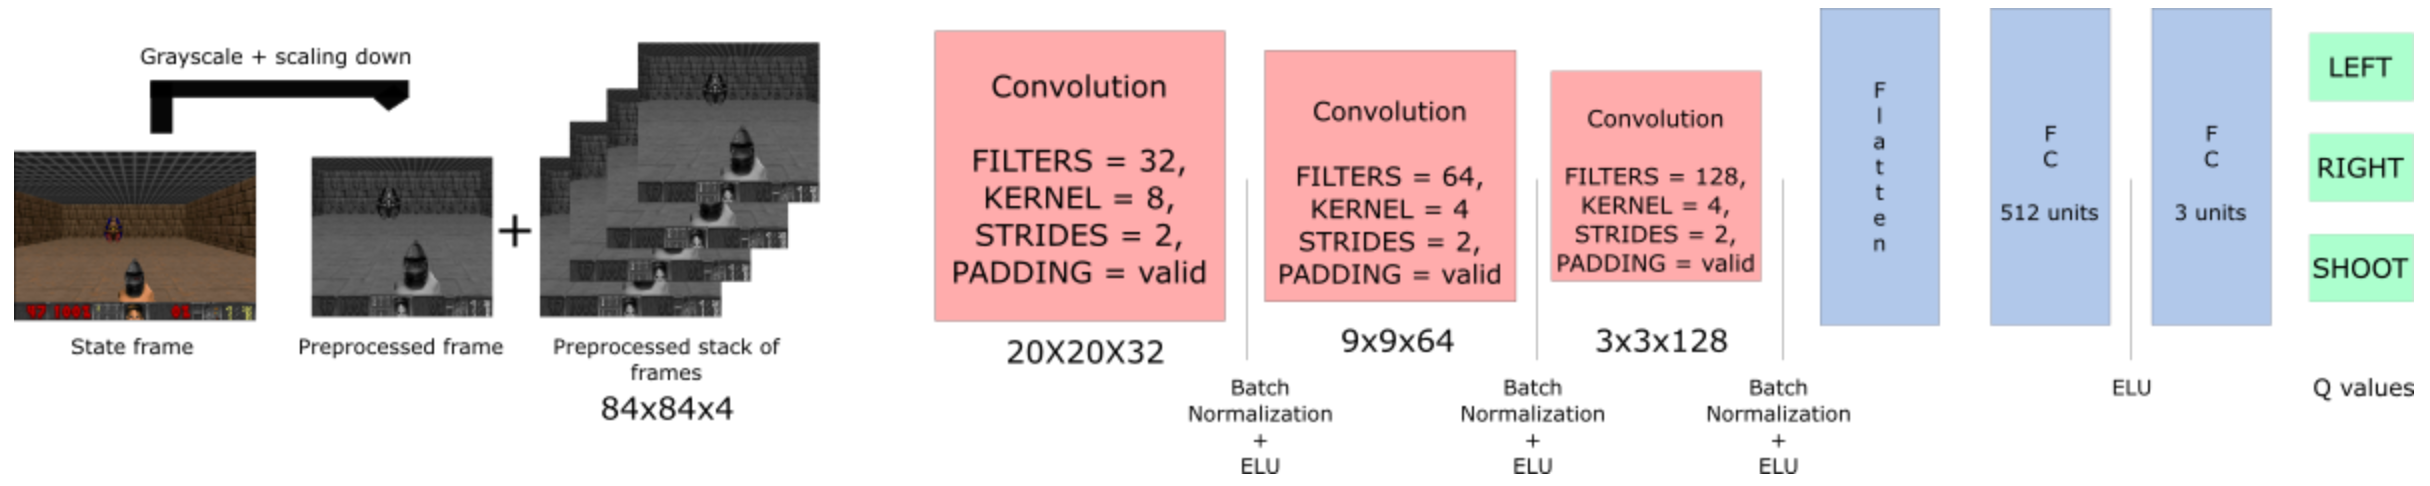 Grayscale + scaling down
State frame
Preprocessed frame
+
Preprocessed stack of
frames
84x84x4
Convolution
FILTERS = 32,
KERNEL = 8,
STRIDES = 2,
PADDING = valid
20X20X32
Batch
Normalization
+
ELU
Convolution
FILTERS = 64,
KERNEL = 4
STRIDES = 2,
PADDING = valid
9x9x64
Batch
Normalization
+
ELU
Convolution
FILTERS = 128,
KERNEL = 4,
STRIDES = 2,
PADDING = valid
3x3x128
Batch
Normalization
+
ELU
Flatten
FC
512 units
ELU
FC
3 units
LEFT
RIGHT
SHOOT
Q values